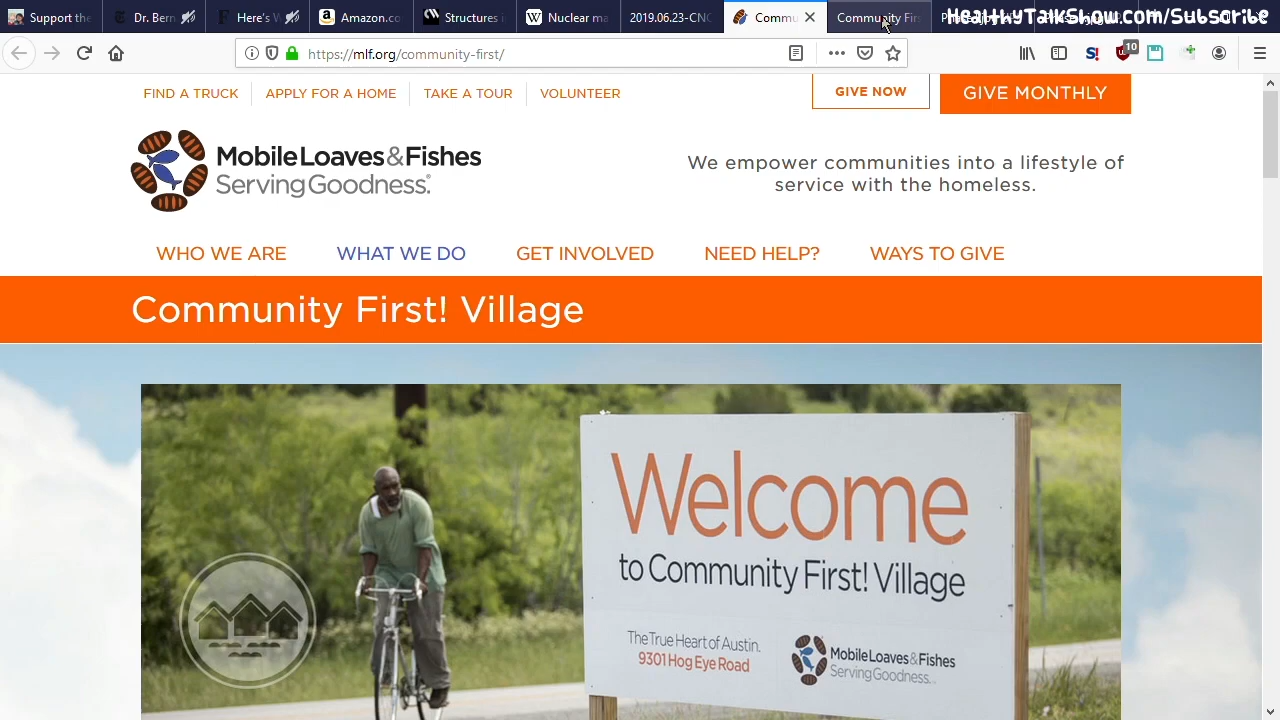 Support the
Dr. Bern
Here's V
Amazon.co
Structures i
Nuclear ma
2019.06.23-CNC
Commu
Community Firs
HealthyTalkShow.com/Subscribe
https://mlf.org/community-first/
10
FIND A TRUCK
APPLY FOR A HOME
TAKE A TOUR
VOLUNTEER
GIVE NOW
GIVE MONTHLY
Mobile Loaves & Fishes
Serving Goodness.®
We empower communities into a lifestyle of
service with the homeless.
WHO WE ARE
WHAT WE DO
GET INVOLVED
NEED HELP?
WAYS TO GIVE
Community First! Village
Welcome
to Community First! Village
The True Heart of Austin.
9301 Hog Eye Road
Mobile Loaves & Fishes
Serving Goodness.